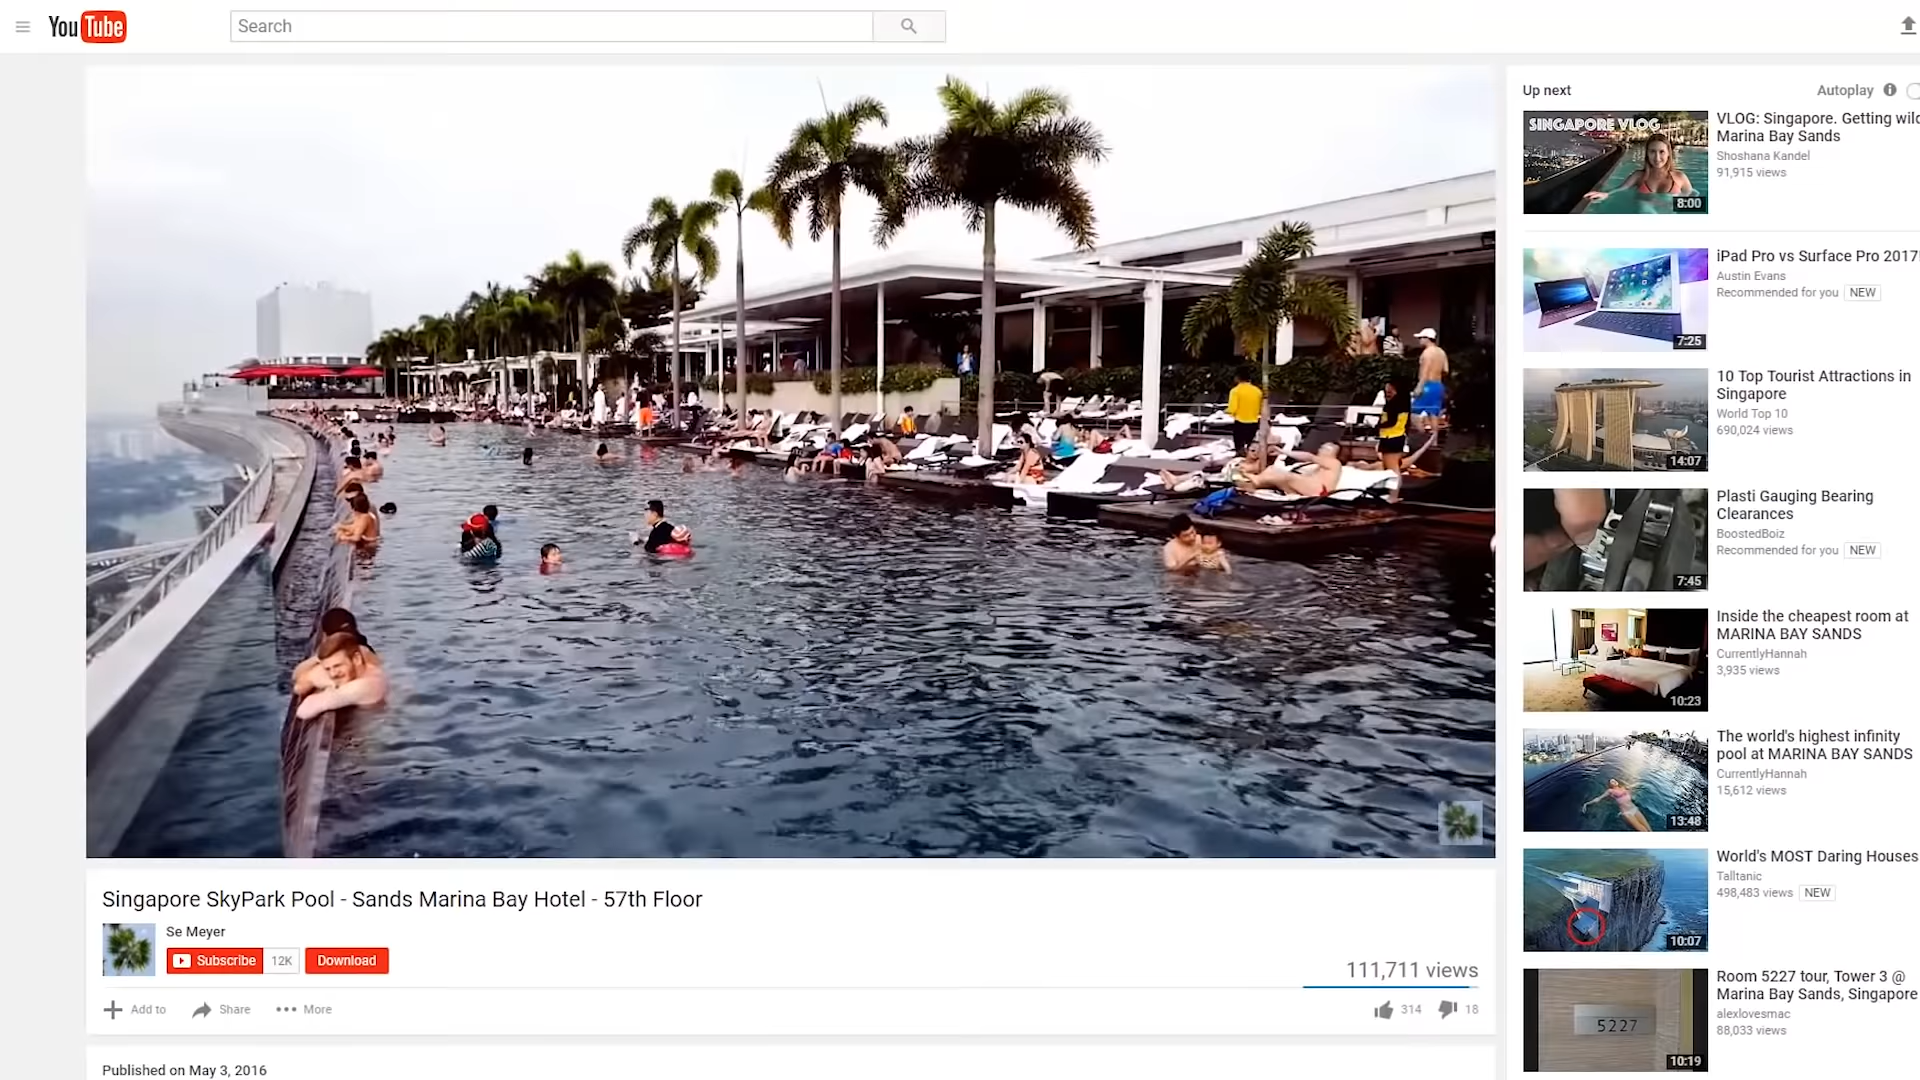 YouTube
Search
Up next
Autoplay
SINGAPORE VLOG
8:00
VLOG: Singapore. Getting wild
Marina Bay Sands
Shoshana Kandel
91,915 views
7:25
iPad Pro vs Surface Pro 2017!
Austin Evans
Recommended for you NEW
14:07
10 Top Tourist Attractions in
Singapore
World Top 10
690,024 views
7:45
Plasti Gauging Bearing
Clearances
BoostedBoiz
Recommended for you NEW
10:23
Inside the cheapest room at
MARINA BAY SANDS
CurrentlyHannah
3,935 views
13:48
The world's highest infinity
pool at MARINA BAY SANDS
CurrentlyHannah
15,612 views
10:07
World's MOST Daring Houses
Talltanic
498,483 views NEW
5227
10:19
Room 5227 tour, Tower 3 @
Marina Bay Sands, Singapore
alexlovesmac
88,033 views
Singapore SkyPark Pool - Sands Marina Bay Hotel - 57th Floor
Se Meyer
Subscribe 12K Download
111,711 views
Add to Share More
314 18
Published on May 3, 2016